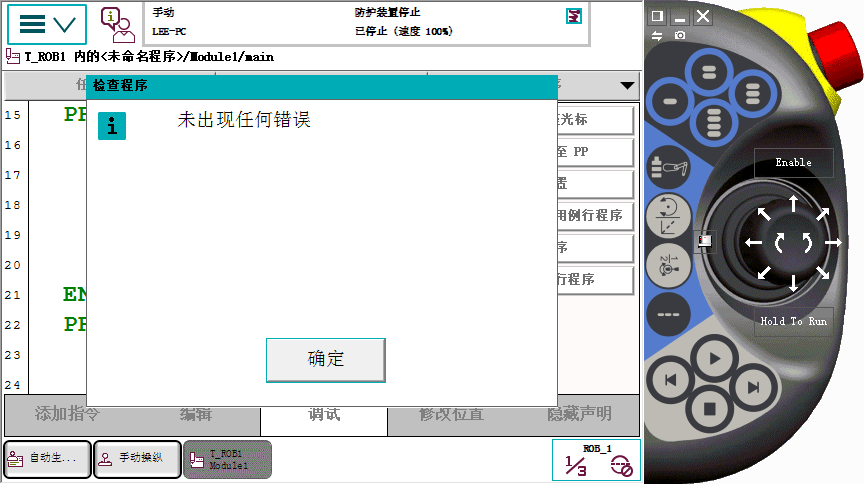 手动
防护装置停止
LEE-PC
已停止 (速度 100%)
T_ROB1 内的<未命名程序>/Module1/main
检查程序
未出现任何错误
确定
15
16
17
18
19
20
21
22
23
24
光标
至 PP
置
用例行程序
序
行程序
添加指令
编辑
调试
修改位置
隐藏声明
自动生...
手动操纵
T_ROB1
Module1
ROB_1
1/3
Enable
Hold To Run